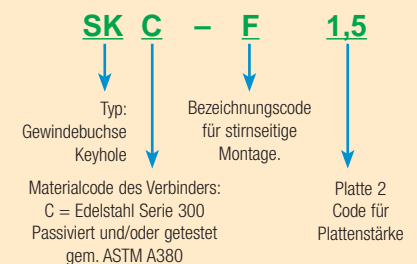 SK C – F 1,5
Typ:
Gewindebuchse
Keyhole
Bezeichnungscode
für stirnseitige
Montage.
Materialcode des Verbinders:
C = Edelstahl Serie 300
Passiviert und/oder getestet
gem. ASTM A380
Platte 2
Code für
Plattenstärke